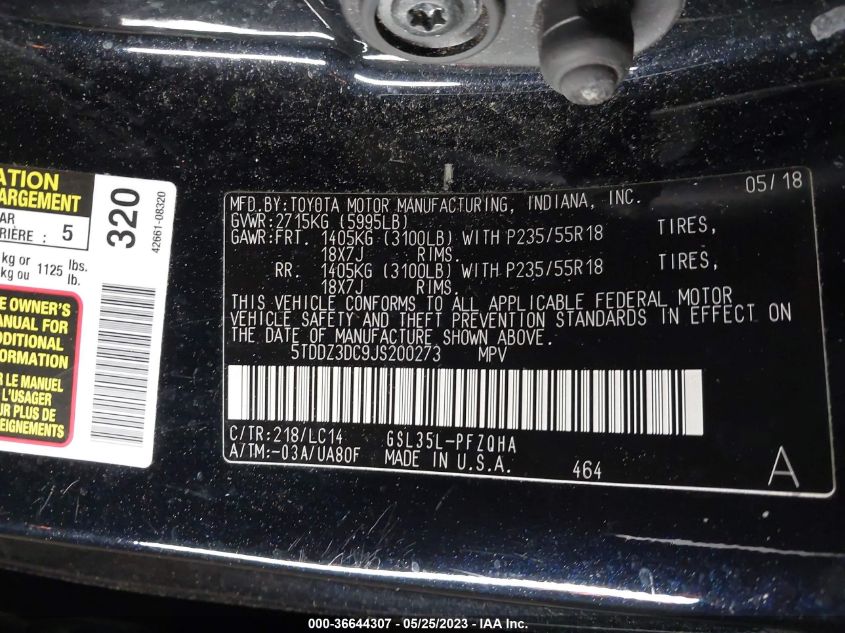 ATION
ARGEMENT
AR
RIÈRE : 5
kg or 1125 lbs.
kg ou lb.
320
42661-08320
E OWNER'S
ANUAL FOR
DDITIONAL
FORMATION
R LE MANUEL
L'USAGER
UR PLUS DE
MFD.BY:TOYOTA MOTOR MANUFACTURING, INDIANA, INC. 05/18
GVWR:2715KG (5995LB)
GAWR:FRT. 1405KG (3100LB) WITH P235/55R18 TIRES,
18X7J RIMS.
RR. 1405KG (3100LB) WITH P235/55R18 TIRES,
18X7J RIMS.
THIS VEHICLE CONFORMS TO ALL APPLICABLE FEDERAL MOTOR
VEHICLE SAFETY AND THEFT PREVENTION STANDARDS IN EFFECT ON
THE DATE OF MANUFACTURE SHOWN ABOVE.
5TDDZ3DC9JS200273 MPV
C/TR:218/LC14 GSL35L-PFZQHA
A/TM:-03A/UA80F MADE IN U.S.A. 464 A
000-36644307 - 05/25/2023 - IAA Inc.